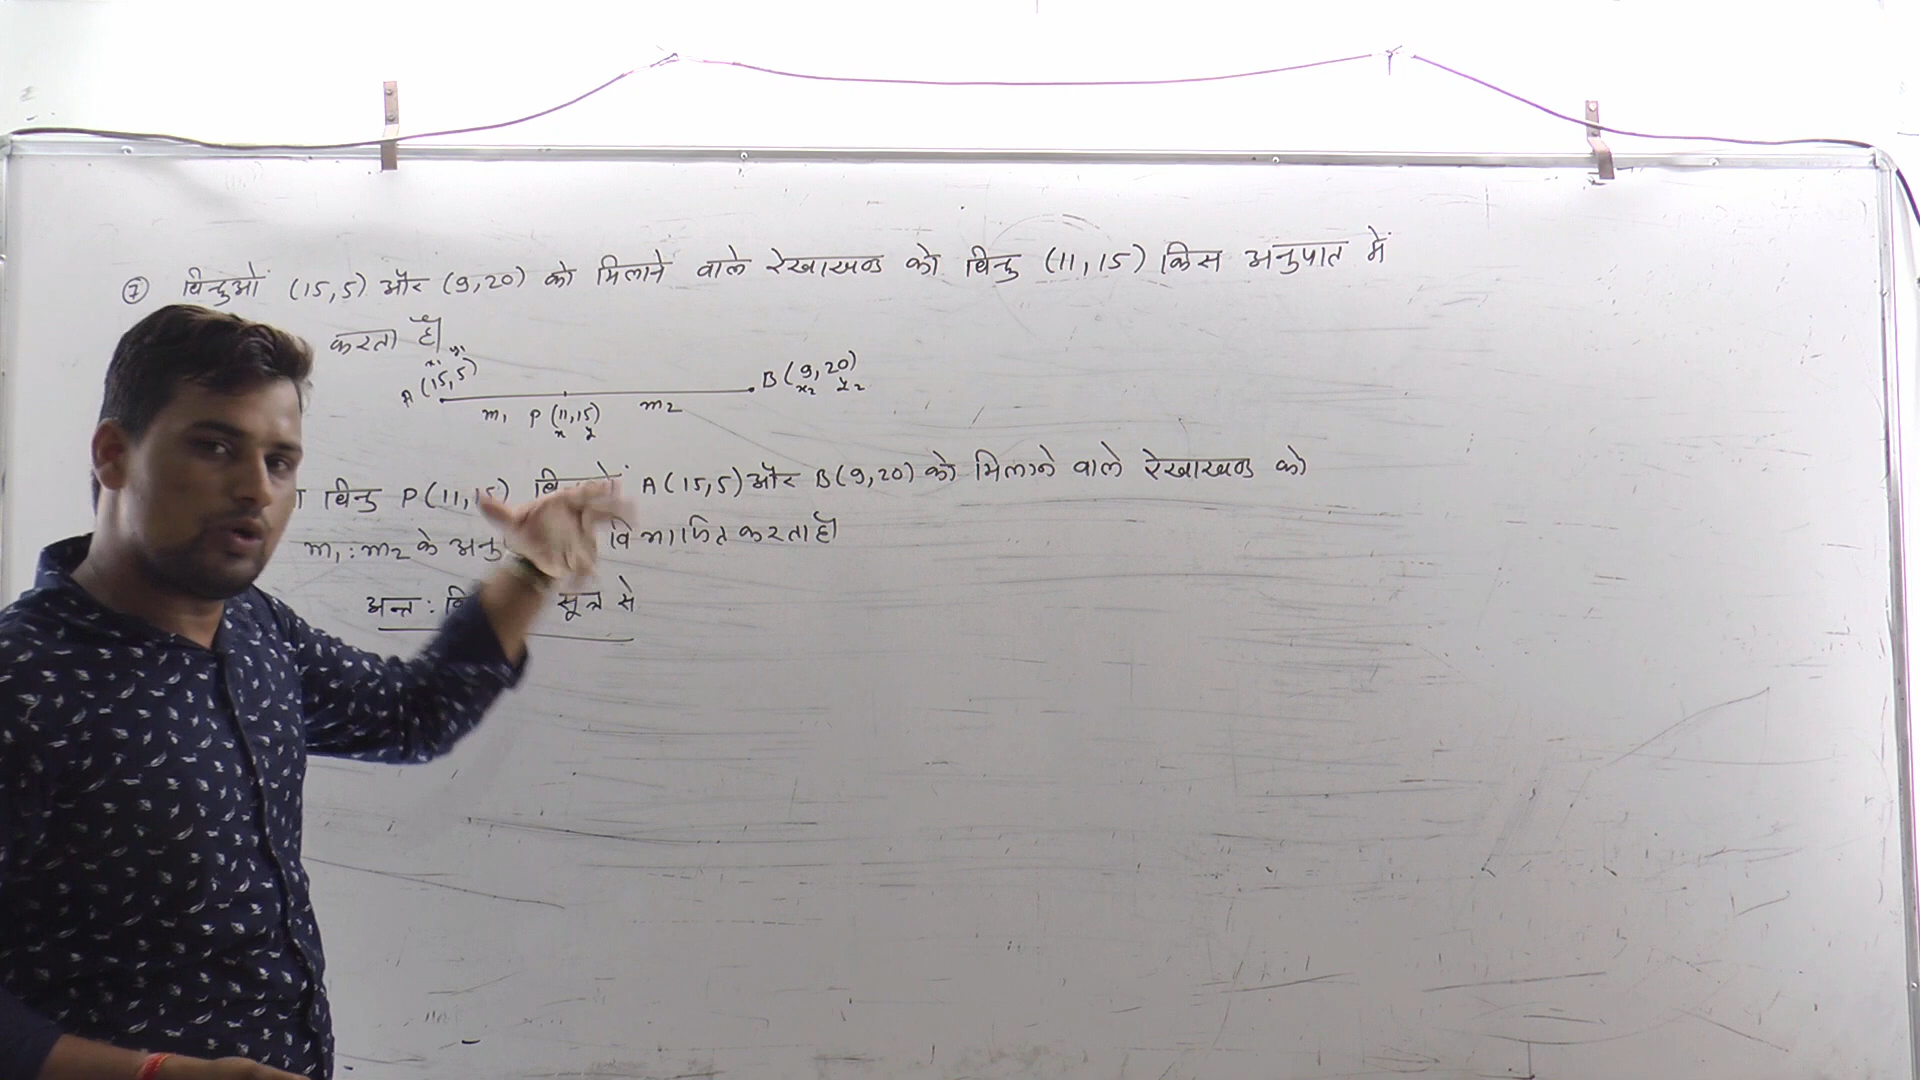 ⑦ बिन्दुओं (15,5) और (9,20) को मिलाने वाले रेखाखण्ड को बिन्दु (11,15) किस अनुपात में
करता है।
x₁ y₁
A (15,5) B (9,20)
x₂ y₂
m₁ P (11,15) m₂
x y
बिन्दु P(11,15) A(15,5) और B(9,20) को मिलाने वाले रेखाखण्ड को
m₁:m₂ के विभाजित करता है।
अन्त: सूत्र से